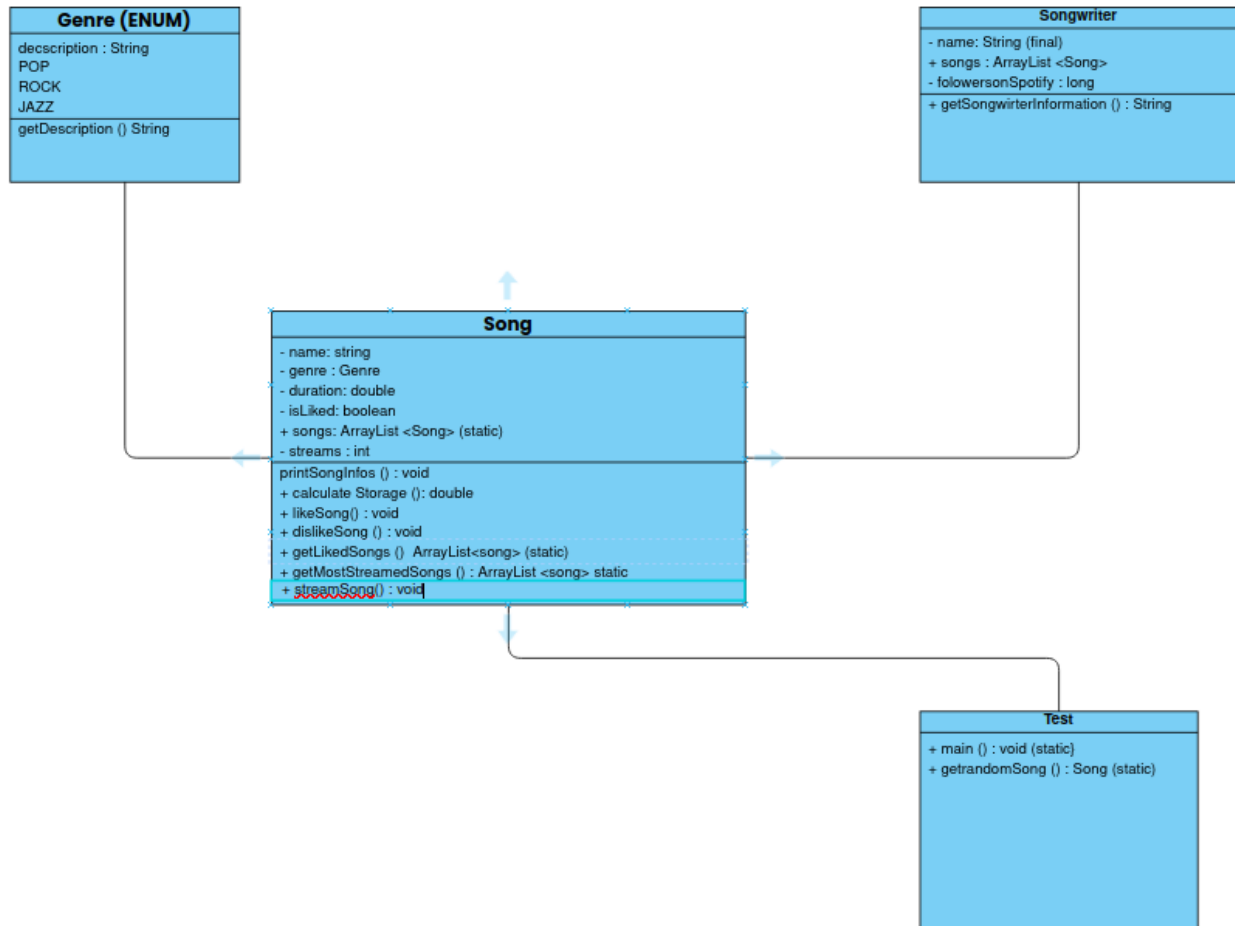 Genre (ENUM)
decscription : String
POP
ROCK
JAZZ
getDescription () String
Songwriter
- name: String (final)
+ songs : ArrayList <Song>
- folowersonSpotify : long
+ getSongwirterInformation () : String
Song
- name: string
- genre : Genre
- duration: double
- isLiked: boolean
+ songs: ArrayList <Song> (static)
- streams : int
printSongInfos () : void
+ calculate Storage (): double
+ likeSong() : void
+ dislikeSong () : void
+ getLikedSongs () ArrayList<song> (static)
+ getMostStreamedSongs () : ArrayList <song> static
+ streamSong() : void
Test
+ main () : void (static}
+ getrandomSong () : Song (static)